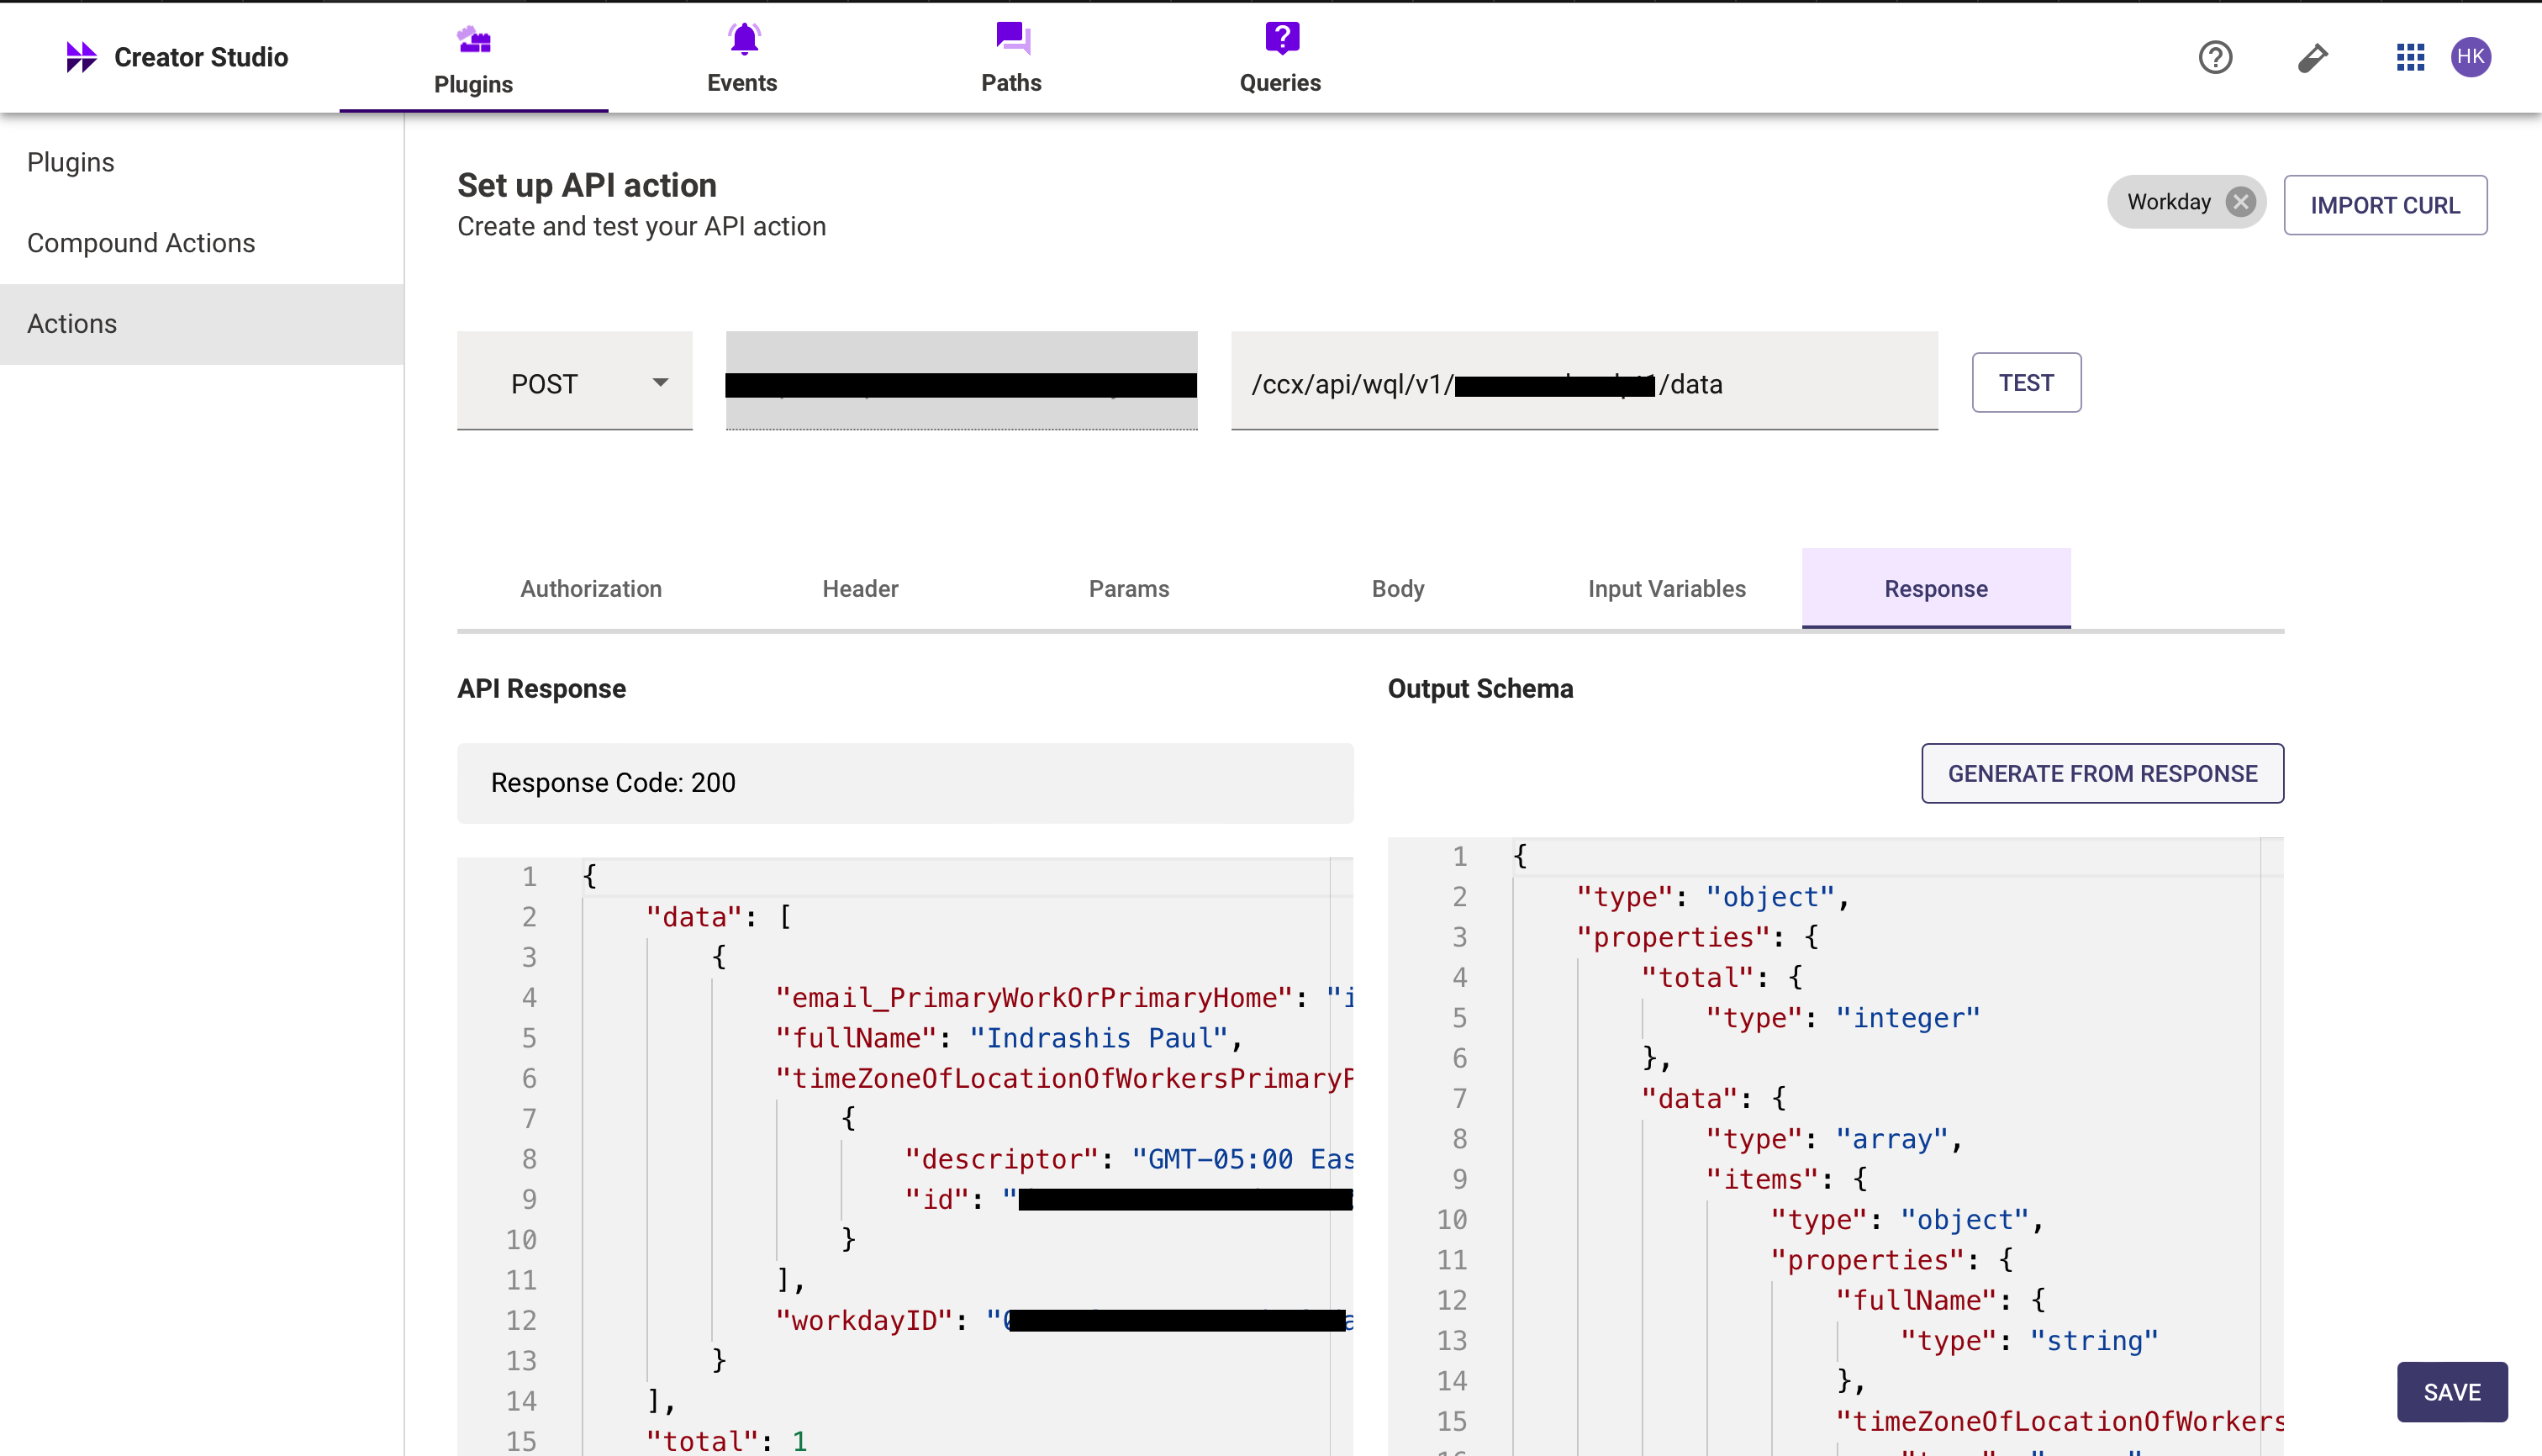 Creator Studio
Plugins
Events
Paths
Queries
HK
Plugins
Compound Actions
Actions
Set up API action
Create and test your API action
Workday
IMPORT CURL
POST
/ccx/api/wql/v1/ /data
TEST
Authorization
Header
Params
Body
Input Variables
Response
API Response
Response Code: 200
1 {
2 "data": [
3 {
4 "email_PrimaryWorkOrPrimaryHome": "i
5 "fullName": "Indrashis Paul",
6 "timeZoneOfLocationOfWorkersPrimaryP
7 {
8 "descriptor": "GMT-05:00 Eas
9 "id": "
10 }
11 ],
12 "workdayID": "
13 }
14 ],
15 "total": 1
Output Schema
GENERATE FROM RESPONSE
1 {
2 "type": "object",
3 "properties": {
4 "total": {
5 "type": "integer"
6 },
7 "data": {
8 "type": "array",
9 "items": {
10 "type": "object",
11 "properties": {
12 "fullName": {
13 "type": "string"
14 },
15 "timeZoneOfLocationOfWorkers
SAVE